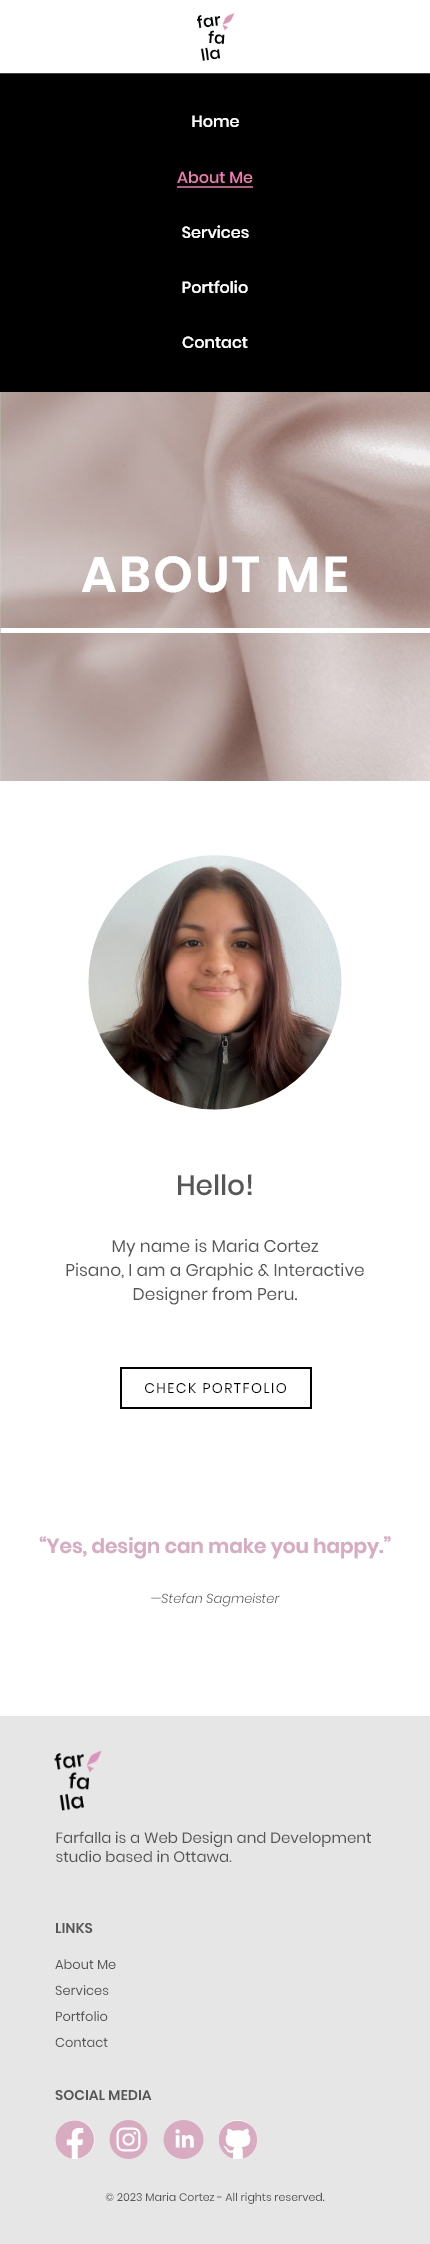 far
fa
lla
Home
About Me
Services
Portfolio
Contact
ABOUT ME
Hello!
My name is Maria Cortez
Pisano, I am a Graphic & Interactive
Designer from Peru.
CHECK PORTFOLIO
“Yes, design can make you happy.”
—Stefan Sagmeister
far
fa
lla
Farfalla is a Web Design and Development
studio based in Ottawa.
LINKS
About Me
Services
Portfolio
Contact
SOCIAL MEDIA
in
© 2023 Maria Cortez - All rights reserved.